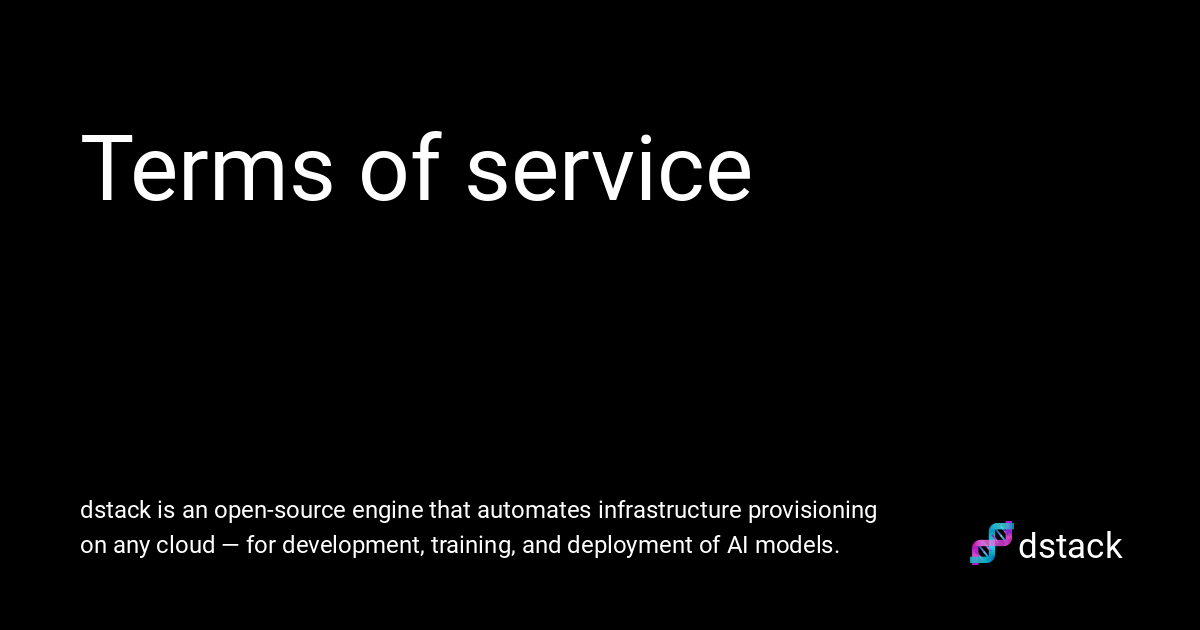 Terms of service
dstack is an open-source engine that automates infrastructure provisioning
on any cloud — for development, training, and deployment of AI models.
dstack